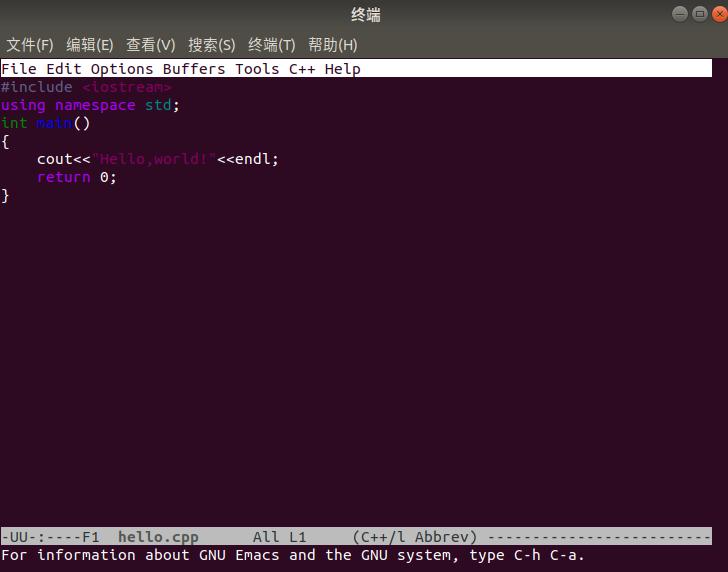 终端
文件(F) 编辑(E) 查看(V) 搜索(S) 终端(T) 帮助(H)
File Edit Options Buffers Tools C++ Help
#include <iostream>
using namespace std;
int main()
{
    cout<<"Hello,world!"<<endl;
    return 0;
}
-UU-:----F1  hello.cpp      All L1     (C++/l Abbrev) -------------------------
For information about GNU Emacs and the GNU system, type C-h C-a.